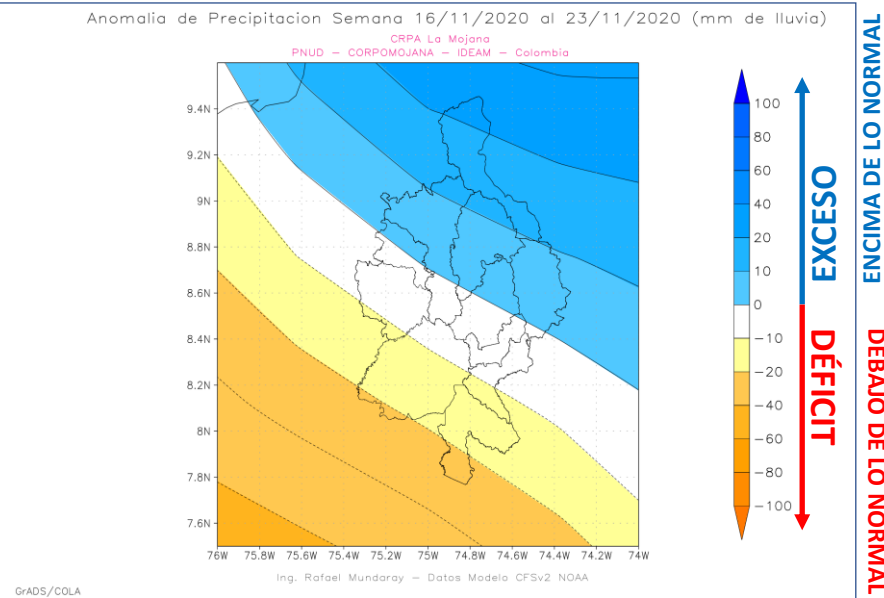 Anomalia de Precipitacion Semana 16/11/2020 al 23/11/2020 (mm de lluvia)
CRPA La Mojana
PNUD – CORPOMOJANA – IDEAM – Colombia
9.4N
9.2N
9N
8.8N
8.6N
8.4N
8.2N
8N
7.8N
7.6N
76W 75.8W 75.6W 75.4W 75.2W 75W 74.8W 74.6W 74.4W 74.2W 74W
Ing. Rafael Mundaray – Datos Modelo CFSv2 NOAA
GrADS/COLA
100
80
60
40
20
10
0
−10
−20
−40
−60
−80
−100
EXCESO
DÉFICIT
ENCIMA DE LO NORMAL
DEBAJO DE LO NORMAL